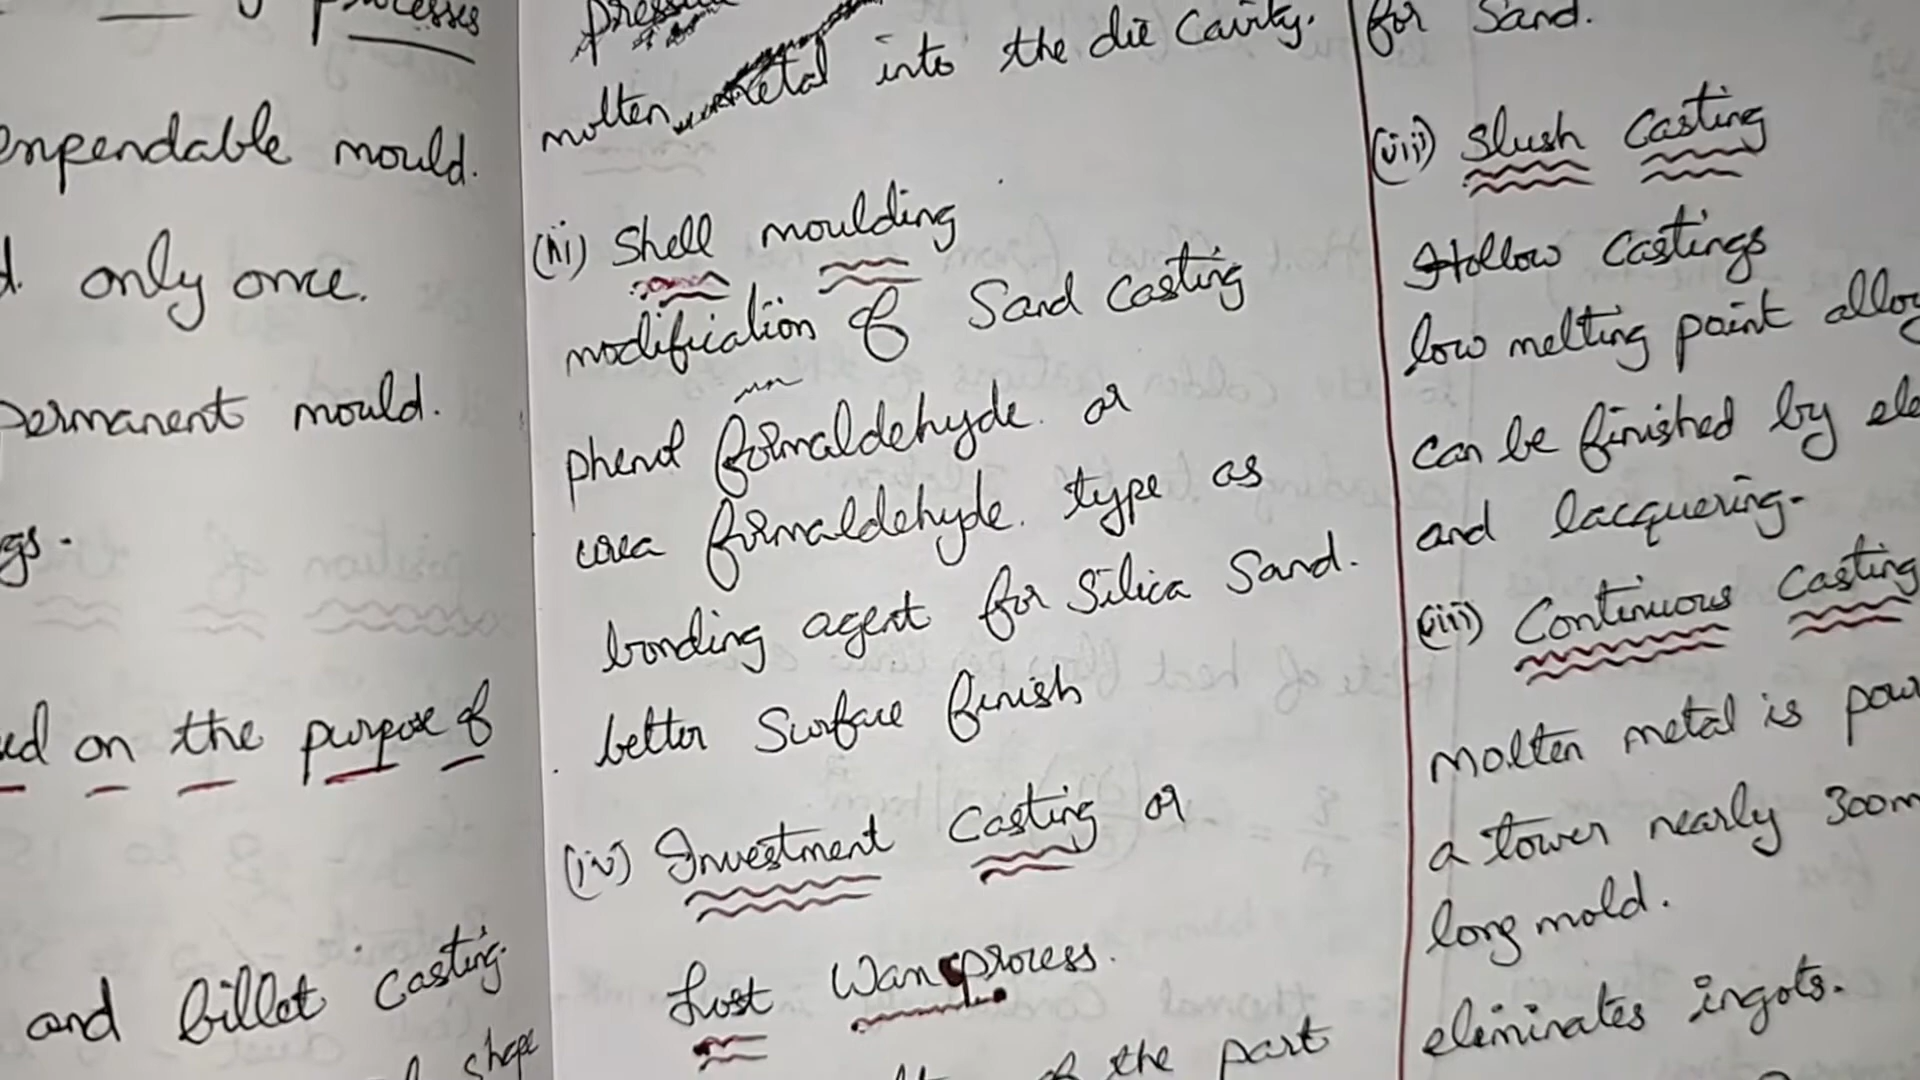 processes
expendable mould.
only once.
permanent mould.
gs.
on the purpose of
and billet casting.
shape
molten metal into the die cavity.
(iii) Shell moulding
modification of Sand Casting
phenol formaldehyde or
urea formaldehyde type as
bonding agent for Silica Sand.
better Surface finish
(iv) Investment Casting or
Lost Wax process.
of the part
for Sand.
(vii) Slush Casting
Hollow Castings
low melting point alloy
can be finished by ele
and lacquering.
(viii) Continuous Casting
Molten metal is pour
a tower nearly 300m
long mold.
eliminates ingots.